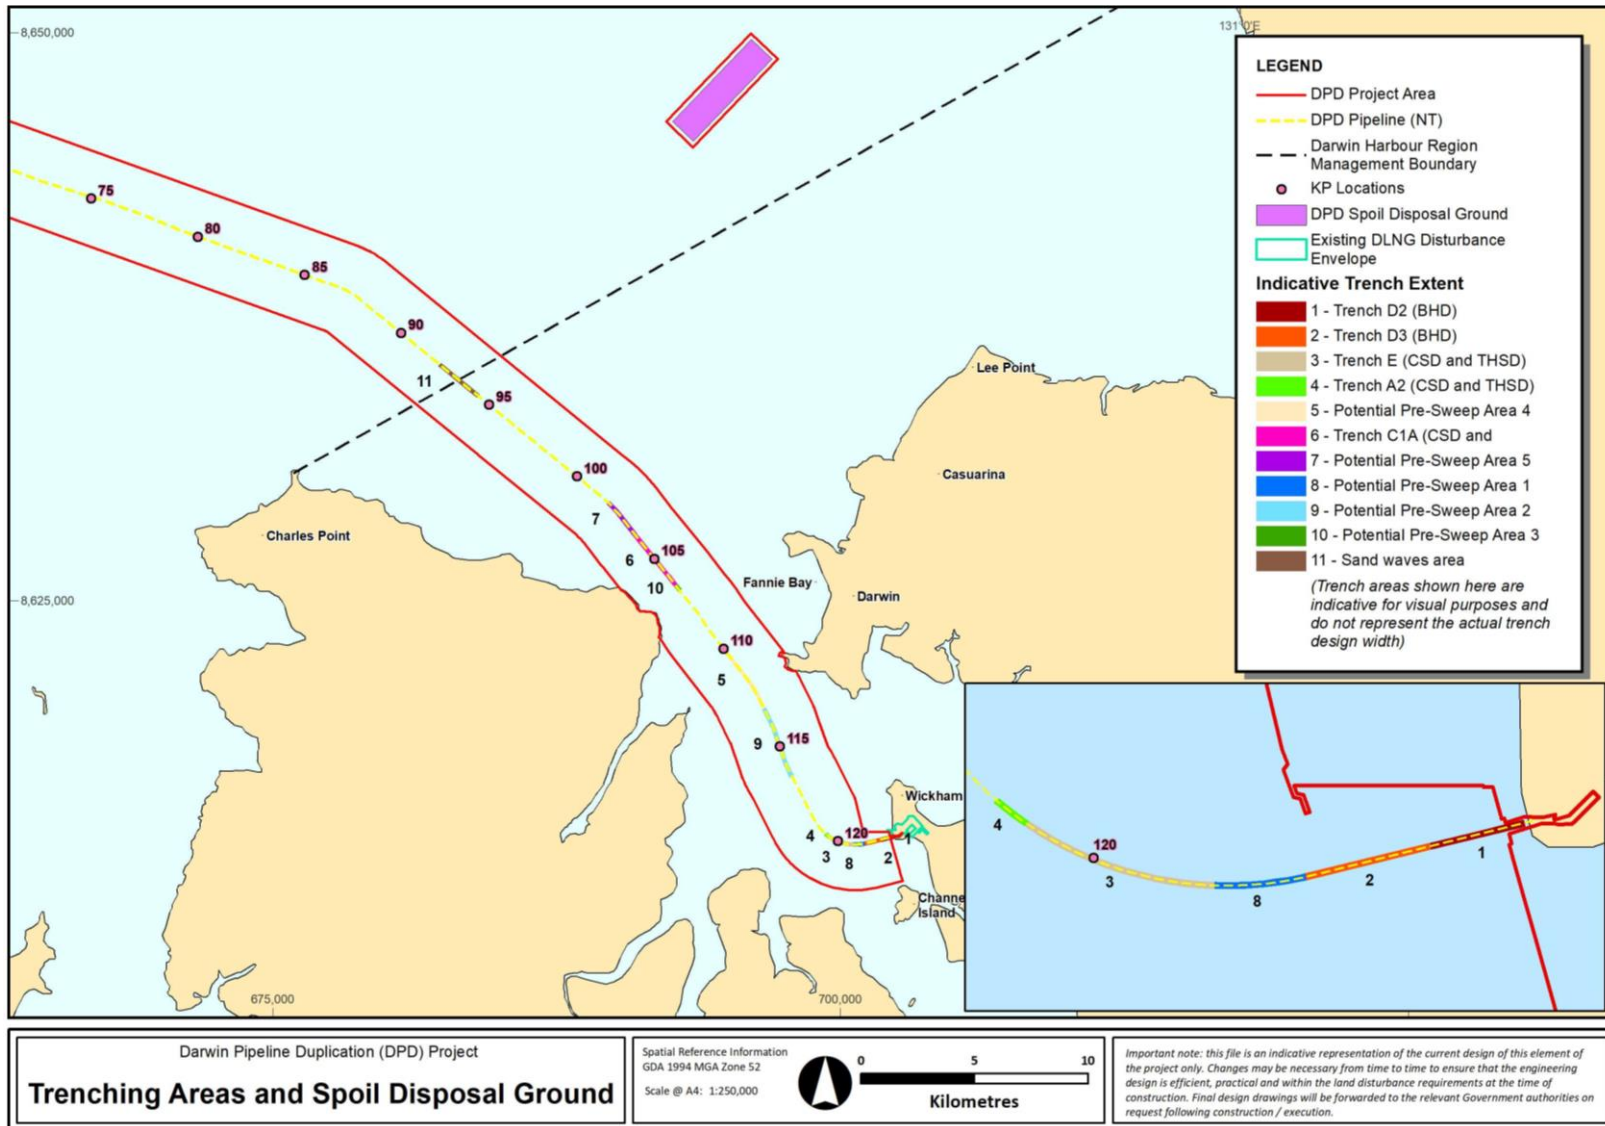 8,650,000
131°0'E
75
80
85
90
11
95
100
7
105
6
10
110
5
9
115
4
120
3
8
2
1
Lee Point
Casuarina
Charles Point
Fannie Bay
Darwin
Wickham
Channe
Island
8,625,000
675,000
700,000
LEGEND
DPD Project Area
DPD Pipeline (NT)
Darwin Harbour Region
Management Boundary
KP Locations
DPD Spoil Disposal Ground
Existing DLNG Disturbance
Envelope
Indicative Trench Extent
1 - Trench D2 (BHD)
2 - Trench D3 (BHD)
3 - Trench E (CSD and THSD)
4 - Trench A2 (CSD and THSD)
5 - Potential Pre-Sweep Area 4
6 - Trench C1A (CSD and
7 - Potential Pre-Sweep Area 5
8 - Potential Pre-Sweep Area 1
9 - Potential Pre-Sweep Area 2
10 - Potential Pre-Sweep Area 3
11 - Sand waves area
(Trench areas shown here are
indicative for visual purposes and
do not represent the actual trench
design width)
4
120
3
8
2
1
Darwin Pipeline Duplication (DPD) Project
Trenching Areas and Spoil Disposal Ground
Spatial Reference Information
GDA 1994 MGA Zone 52
Scale @ A4: 1:250,000
0 5 10
Kilometres
Important note: this file is an indicative representation of the current design of this element of
the project only. Changes may be necessary from time to time to ensure that the engineering
design is efficient, practical and within the land disturbance requirements at the time of
construction. Final design drawings will be forwarded to the relevant Government authorities on
request following construction / execution.